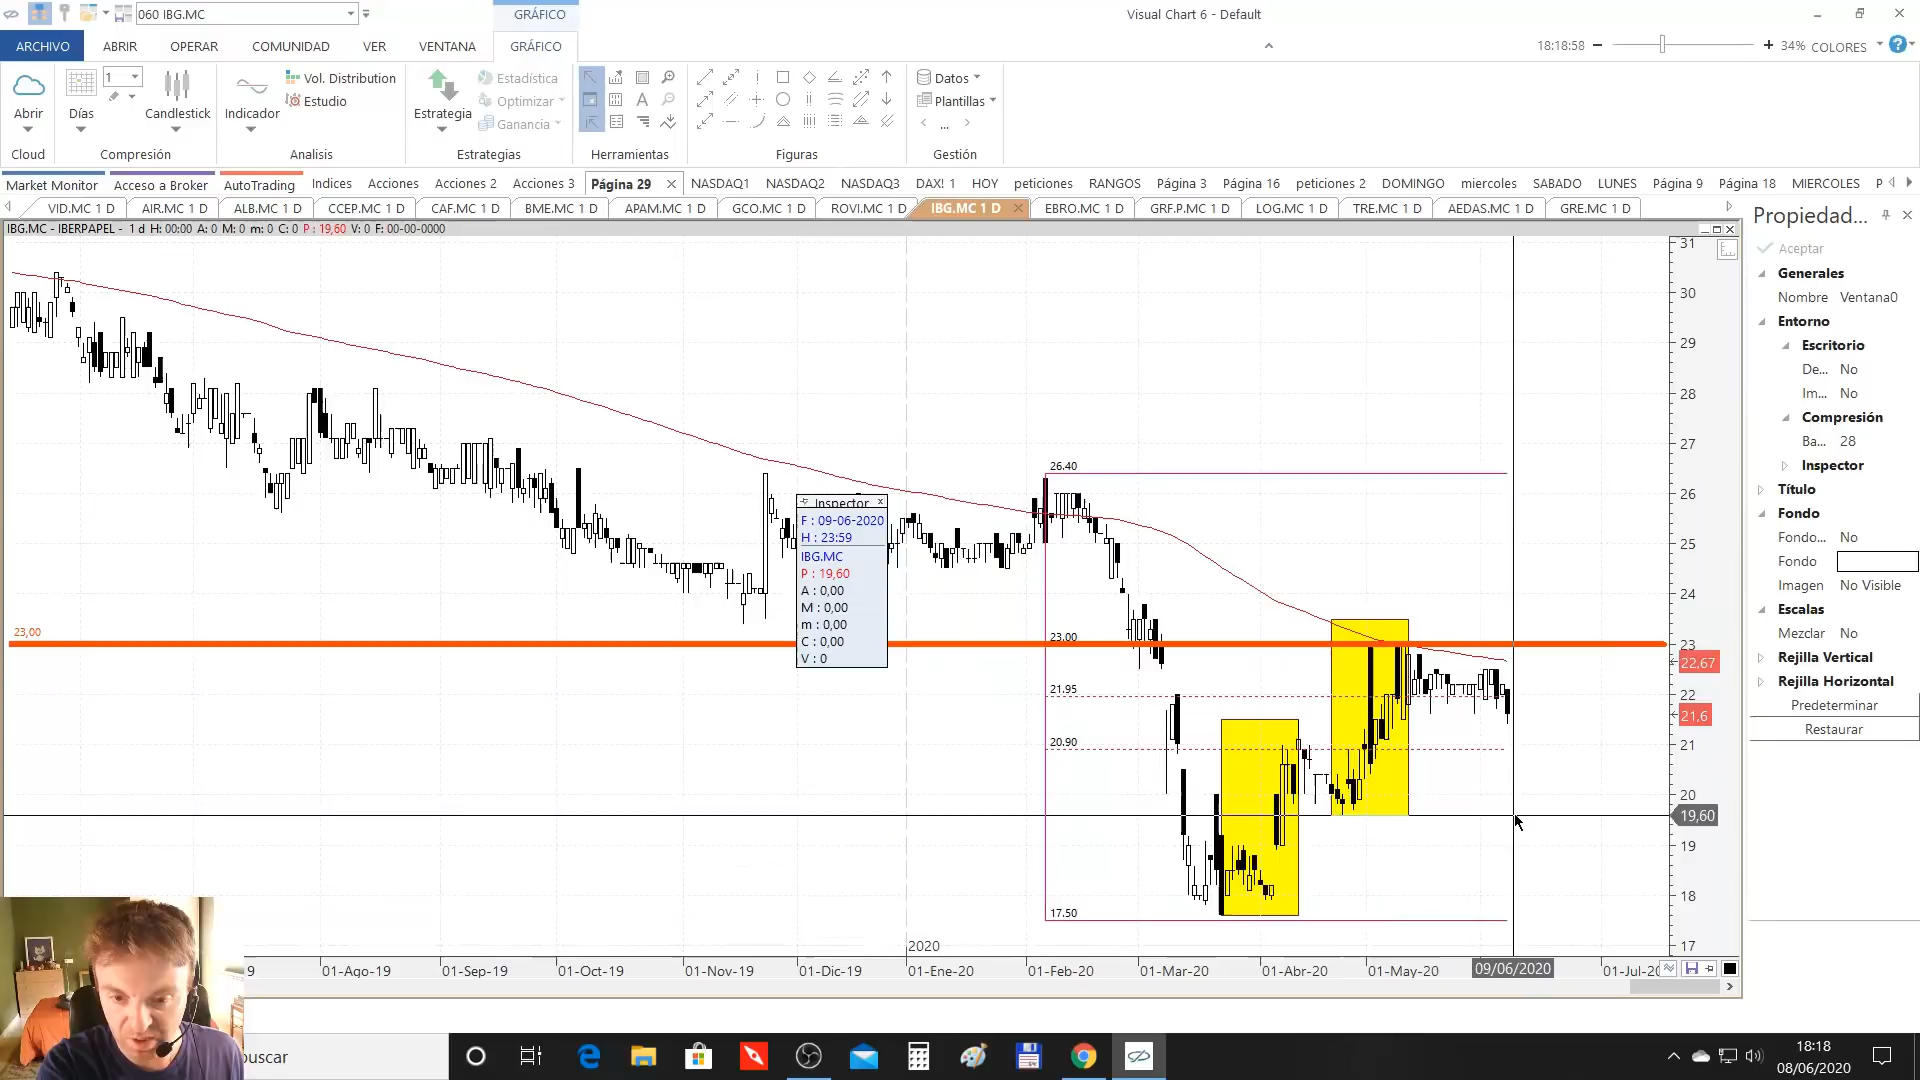 060 IBG.MC
GRÁFICO
Visual Chart 6 - Default
ARCHIVO ABRIR OPERAR COMUNIDAD VER VENTANA GRÁFICO
18:18:58 34% COLORES
Abrir
Cloud
1
Días
Candlestick
Compresión
Indicador
Vol. Distribution
Estudio
Analisis
Estrategia
Estadística
Optimizar
Ganancia
Estrategias
Herramientas
Figuras
Datos
Plantillas
...
Gestión
Market Monitor Acceso a Broker AutoTrading Indices Acciones Acciones 2 Acciones 3 Página 29 NASDAQ1 NASDAQ2 NASDAQ3 DAX! 1 HOY peticiones RANGOS Página 3 Página 16 peticiones 2 DOMINGO miercoles SABADO LUNES Página 9 Página 18 MIERCOLES P
VID.MC 1 D AIR.MC 1 D ALB.MC 1 D CCEP.MC 1 D CAF.MC 1 D BME.MC 1 D APAM.MC 1 D GCO.MC 1 D ROVI.MC 1 D IBG.MC 1 D EBRO.MC 1 D GRF.P.MC 1 D LOG.MC 1 D TRE.MC 1 D AEDAS.MC 1 D GRE.MC 1 D
IBG.MC - IBERPAPEL - 1 d H: 00:00 A: 0 M: 0 m: 0 C: 0 P : 19,60 V: 0 F: 00-00-0000
31
30
29
28
27
26
25
24
23
22,67
22
21,6
21
20
19,60
19
18
17
26.40
23,00
23.00
21.95
20.90
17.50
Inspector
F : 09-06-2020
H : 23:59
IBG.MC
P : 19,60
A : 0,00
M : 0,00
m : 0,00
C : 0,00
V : 0
2020
9 01-Ago-19 01-Sep-19 01-Oct-19 01-Nov-19 01-Dic-19 01-Ene-20 01-Feb-20 01-Mar-20 01-Abr-20 01-May-20 09/06/2020 01-Jul-20
Propiedad...
Aceptar
Generales
Nombre Ventana0
Entorno
Escritorio
De... No
Im... No
Compresión
Ba... 28
Inspector
Título
Fondo
Fondo... No
Fondo
Imagen No Visible
Escalas
Mezclar No
Rejilla Vertical
Rejilla Horizontal
Predeterminar
Restaurar
buscar
18:18
08/06/2020